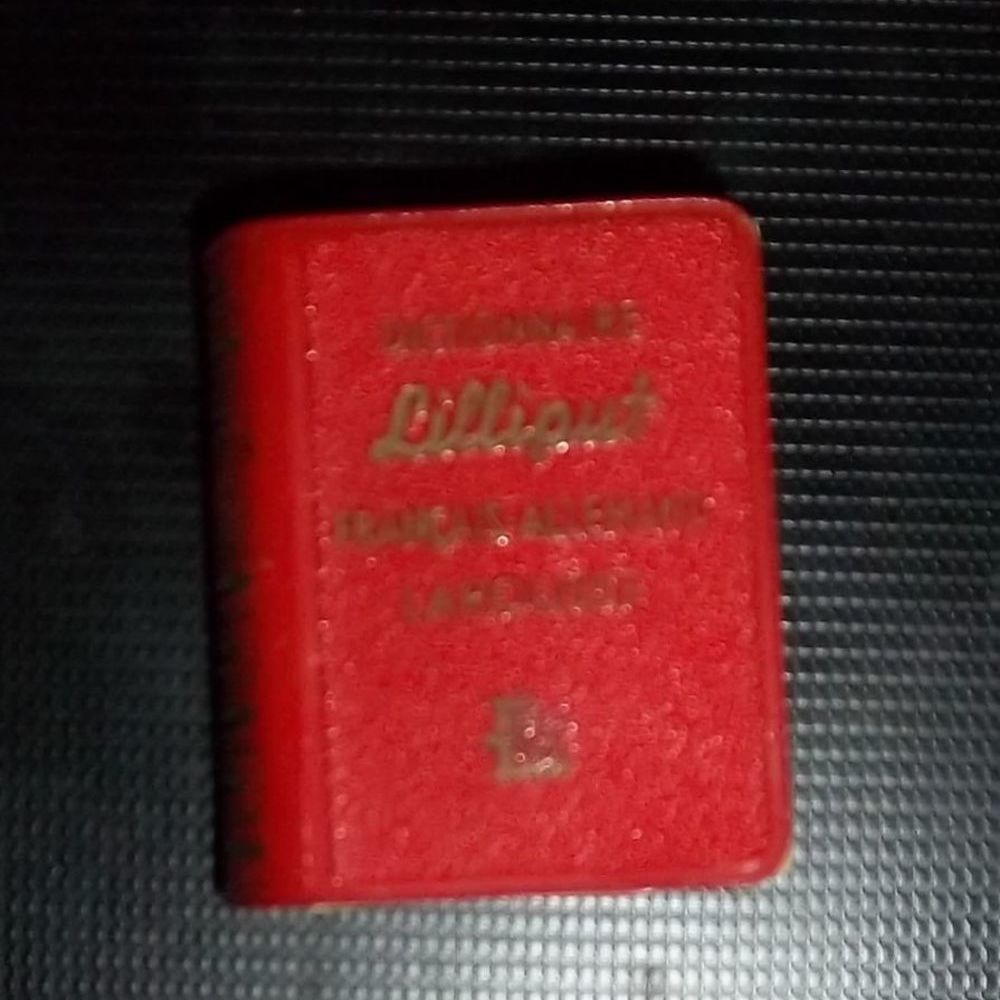 DICTIONNAIRE
Lilliput
FRANÇAIS ALLEMAND
LAROUSSE